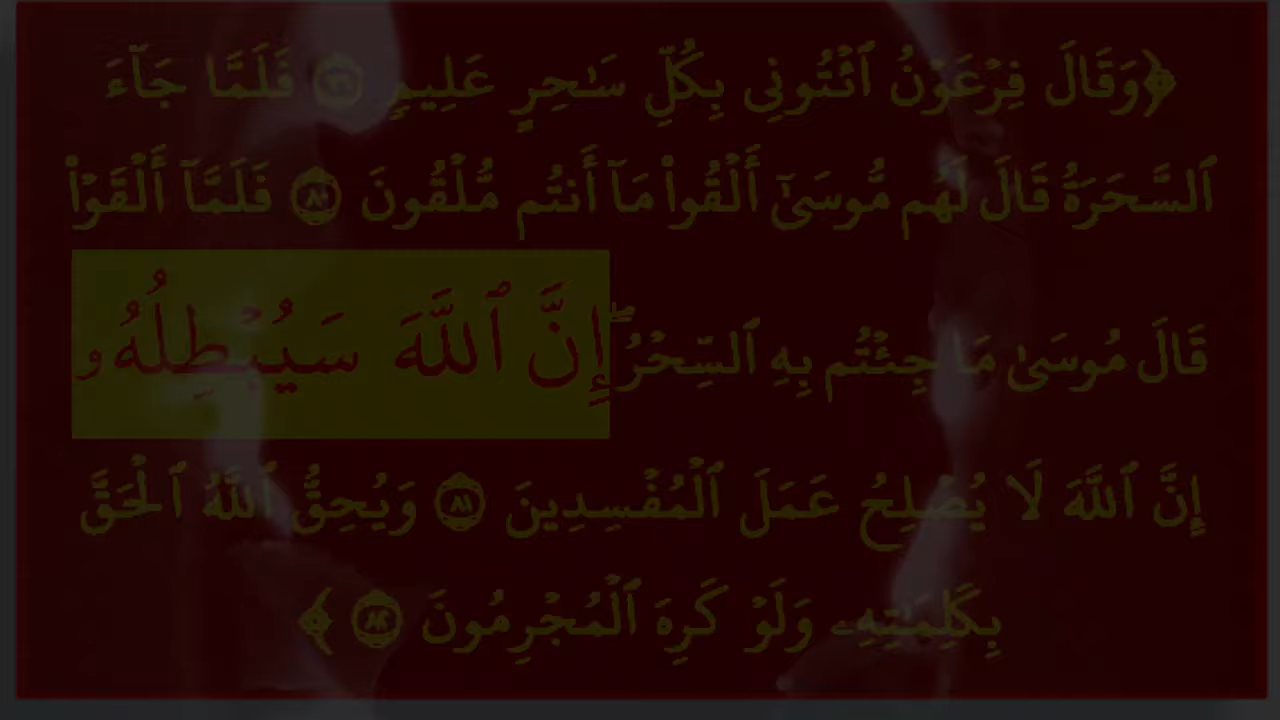 ﴿وَقَالَ فِرْعَوْنُ ٱئْتُونِى بِكُلِّ سَٰحِرٍ عَلِيمٍ ۝٧٩ فَلَمَّا جَآءَ
ٱلسَّحَرَةُ قَالَ لَهُم مُّوسَىٰٓ أَلْقُوا۟ مَآ أَنتُم مُّلْقُونَ ۝٨٠ فَلَمَّآ أَلْقَوْا۟
قَالَ مُوسَىٰ مَا جِئْتُم بِهِ ٱلسِّحْرُ ۖ إِنَّ ٱللَّهَ سَيُبْطِلُهُۥ
إِنَّ ٱللَّهَ لَا يُصْلِحُ عَمَلَ ٱلْمُفْسِدِينَ ۝٨١ وَيُحِقُّ ٱللَّهُ ٱلْحَقَّ
بِكَلِمَٰتِهِۦ وَلَوْ كَرِهَ ٱلْمُجْرِمُونَ ۝٨٢ ﴾